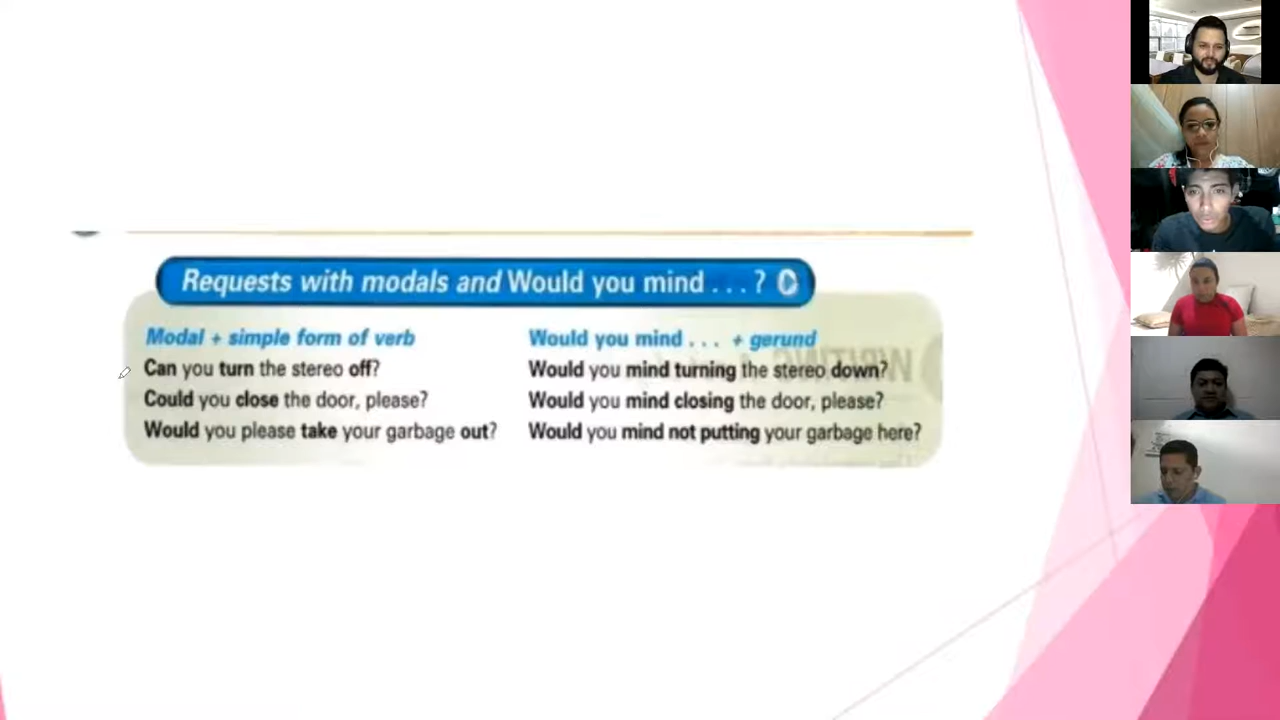 Requests with modals and Would you mind . . . ?
Modal + simple form of verb
Can you turn the stereo off?
Could you close the door, please?
Would you please take your garbage out?
Would you mind . . . + gerund
Would you mind turning the stereo down?
Would you mind closing the door, please?
Would you mind not putting your garbage here?